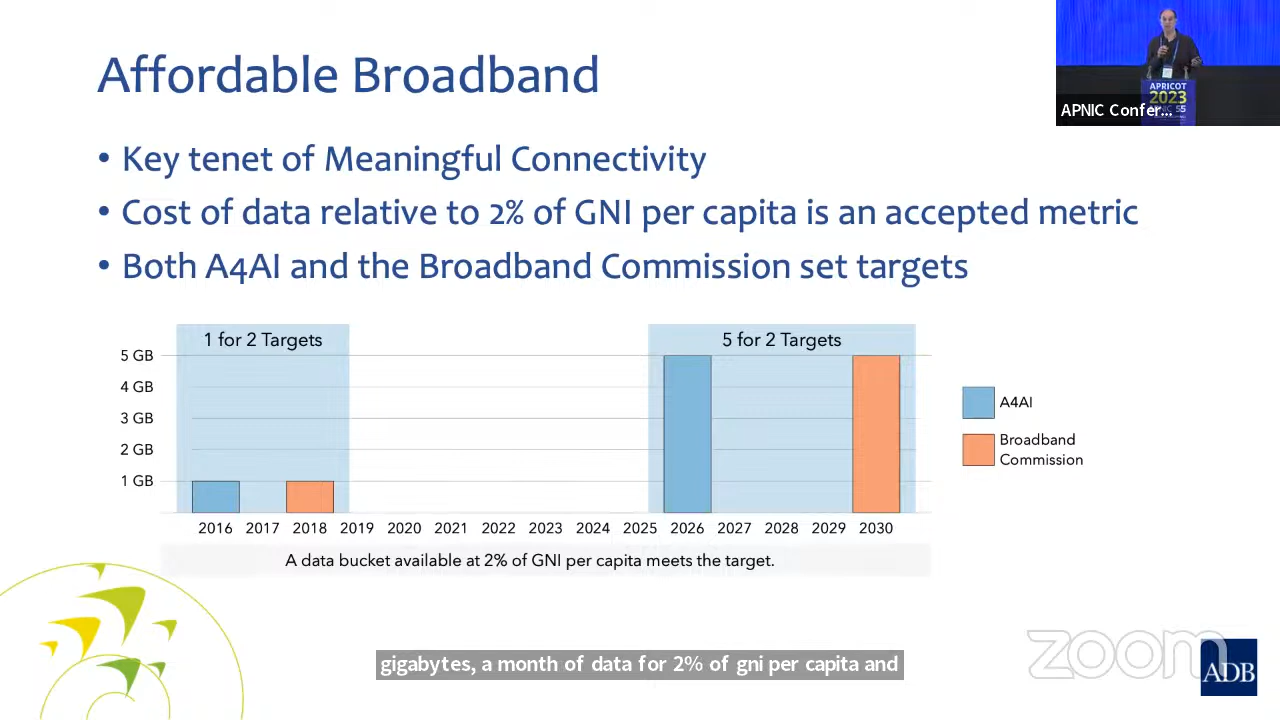 Affordable Broadband
• Key tenet of Meaningful Connectivity
• Cost of data relative to 2% of GNI per capita is an accepted metric
• Both A4AI and the Broadband Commission set targets
APRICOT
2023
APNIC 55
APNIC Confer...
1 for 2 Targets
5 for 2 Targets
5 GB
4 GB
3 GB
2 GB
1 GB
2016 2017 2018 2019 2020 2021 2022 2023 2024 2025 2026 2027 2028 2029 2030
A4AI
Broadband
Commission
A data bucket available at 2% of GNI per capita meets the target.
gigabytes, a month of data for 2% of gni per capita and
zoom
ADB